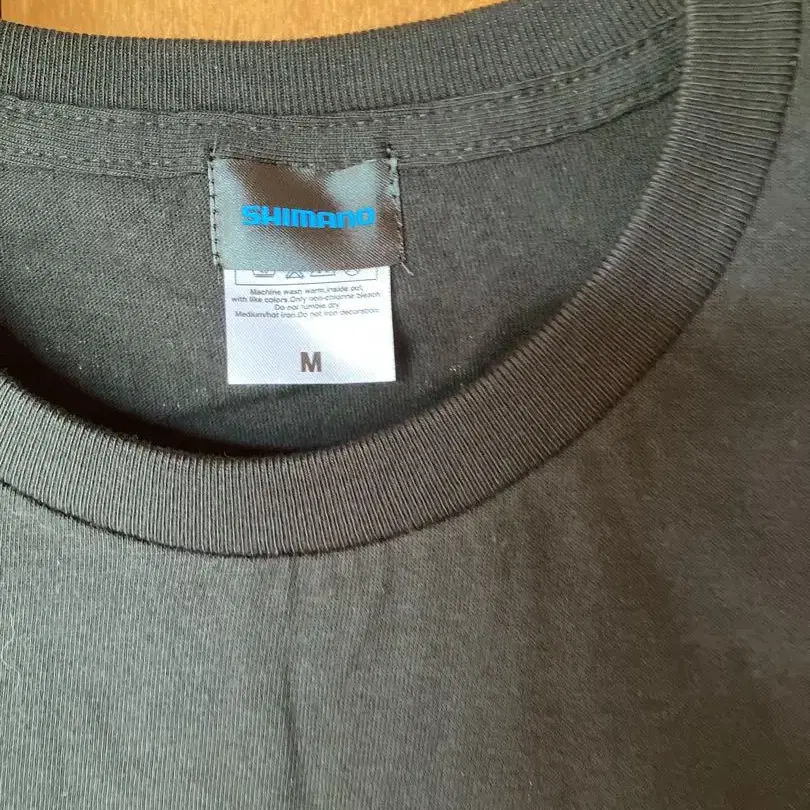 SHIMANO
Machine wash warm,inside out,
with like colors.Only non-chlorine bleach
Do not tumble dry
Medium/hot iron.Do not iron decoration.
M